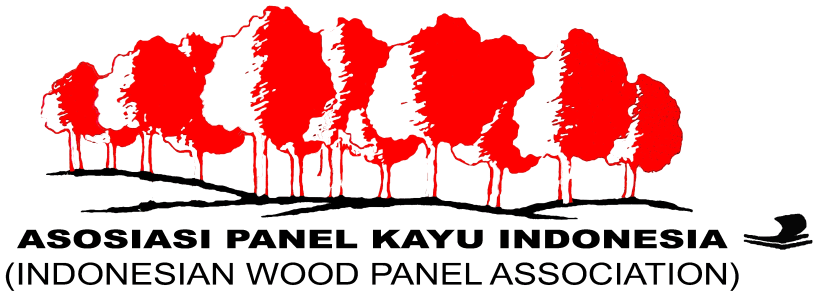 ASOSIASI PANEL KAYU INDONESIA
(INDONESIAN WOOD PANEL ASSOCIATION)